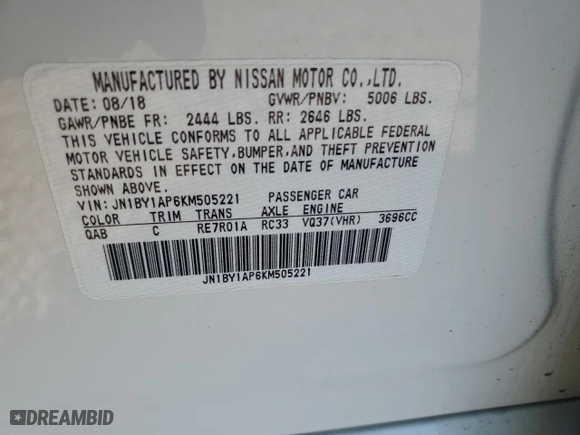 MANUFACTURED BY NISSAN MOTOR CO.,LTD.
DATE: 08/18 GVWR/PNBV: 5006 LBS.
GAWR/PNBE FR: 2444 LBS. RR: 2646 LBS.
THIS VEHICLE CONFORMS TO ALL APPLICABLE FEDERAL
MOTOR VEHICLE SAFETY,BUMPER,AND THEFT PREVENTION
STANDARDS IN EFFECT ON THE DATE OF MANUFACTURE
SHOWN ABOVE.
VIN: JN1BY1AP6KM505221 PASSENGER CAR
COLOR TRIM TRANS AXLE ENGINE
QAB C RE7R01A RC33 VQ37(VHR) 3696CC
JN1BY1AP6KM505221
DREAMBID